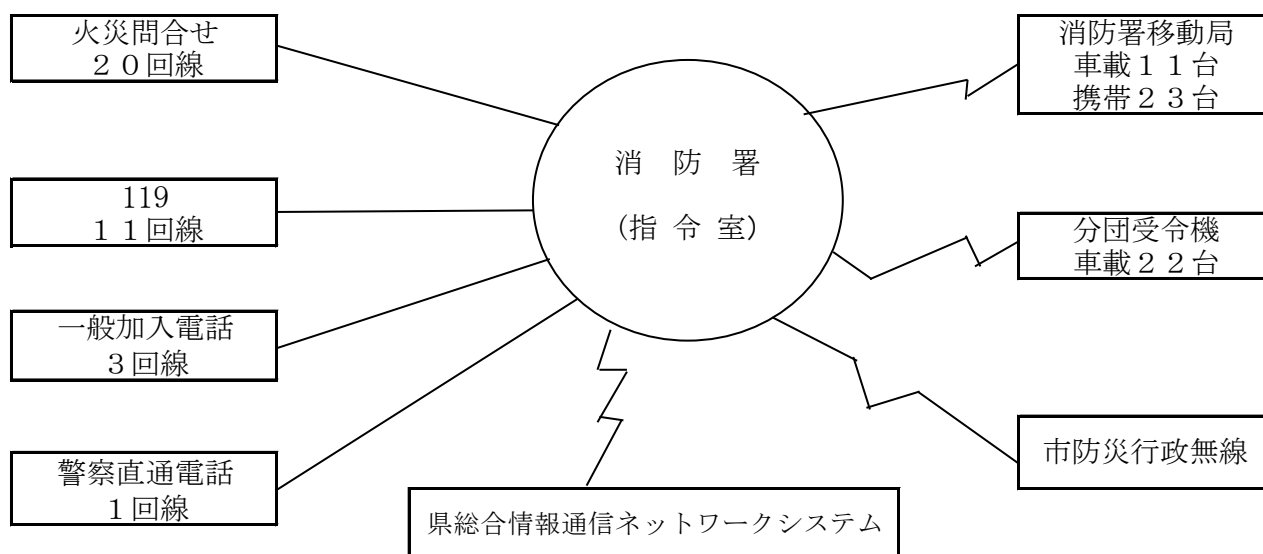 火災問合せ
２０回線
119
１１回線
一般加入電話
３回線
警察直通電話
１回線
消　防　署
(指 令 室)
県総合情報通信ネットワークシステム
消防署移動局
車載１１台
携帯２３台
分団受令機
車載２２台
市防災行政無線